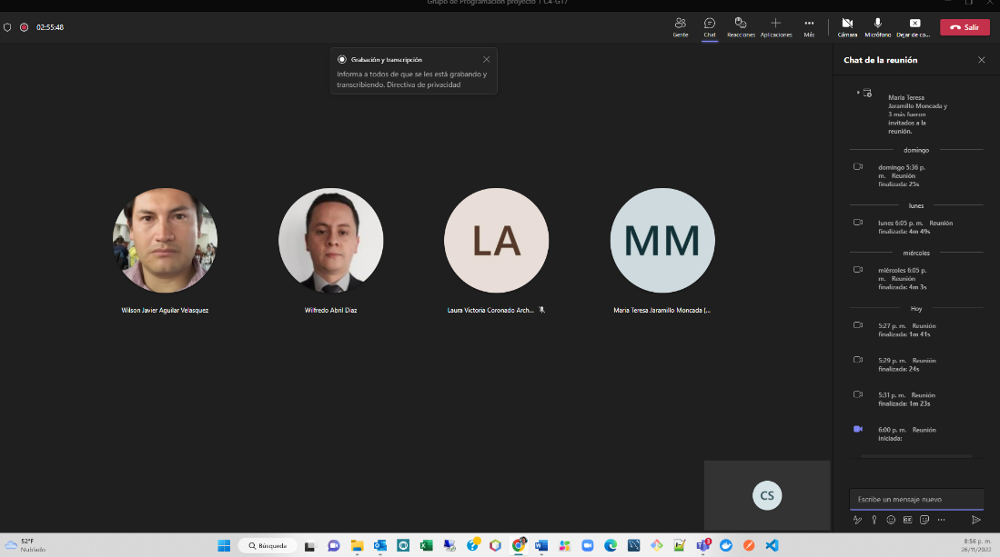 Grupo de Programación proyecto 1 C4-G17
02:55:48
Gente
Chat
Reacciones
Aplicaciones
Más
Cámara
Micrófono
Dejar de co...
Salir
Grabación y transcripción
Informa a todos de que se les está grabando y
transcribiendo. Directiva de privacidad
Chat de la reunión
Maria Teresa
Jaramillo Moncada y
3 más fueron
invitados a la
reunión.
domingo
domingo 5:36 p.
m. Reunión
finalizada: 25s
lunes
lunes 6:05 p. m. Reunión
finalizada: 4m 49s
miércoles
miércoles 6:05 p.
m. Reunión
finalizada: 4m 3s
Hoy
5:27 p. m. Reunión
finalizada: 1m 41s
5:29 p. m. Reunión
finalizada: 24s
5:31 p. m. Reunión
finalizada: 1m 23s
6:00 p. m. Reunión
iniciada:
LA
MM
Wilson Javier Aguilar Velasquez
Wilfredo Abril Diaz
Laura Victoria Coronado Arch...
Maria Teresa Jaramillo Moncada (...
CS
Escribe un mensaje nuevo
GIF
52°F
Nublado
Búsqueda
8:56 p. m.
26/11/2022